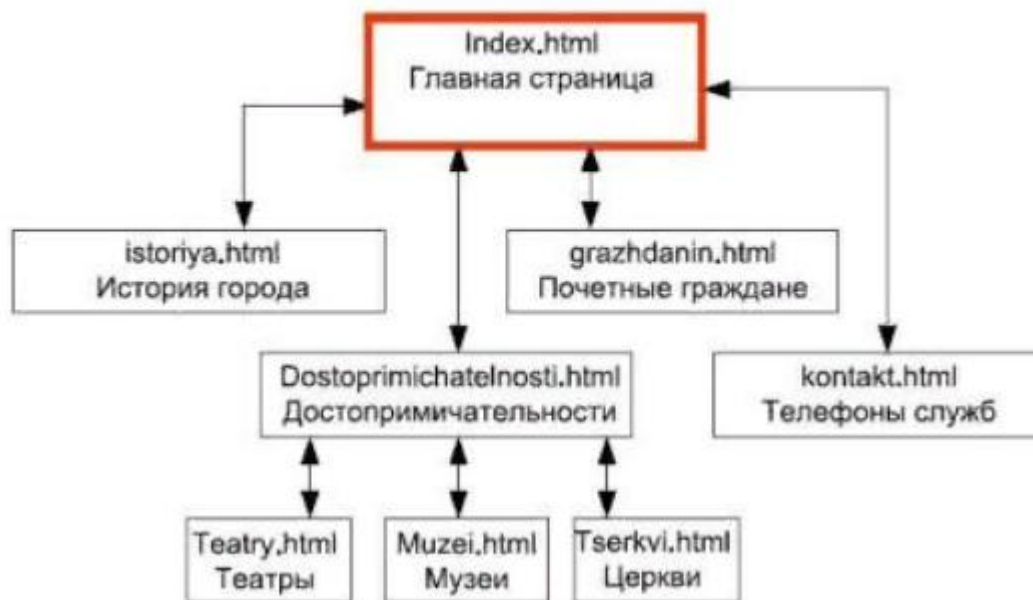 Index.html
Главная страница
istoriya.html
История города
grazhdanin.html
Почетные граждане
Dostoprimichatelnosti.html
Достопримичательности
kontakt.html
Телефоны служб
Teatry.html
Театры
Muzei.html
Музеи
Tserkvi.html
Церкви